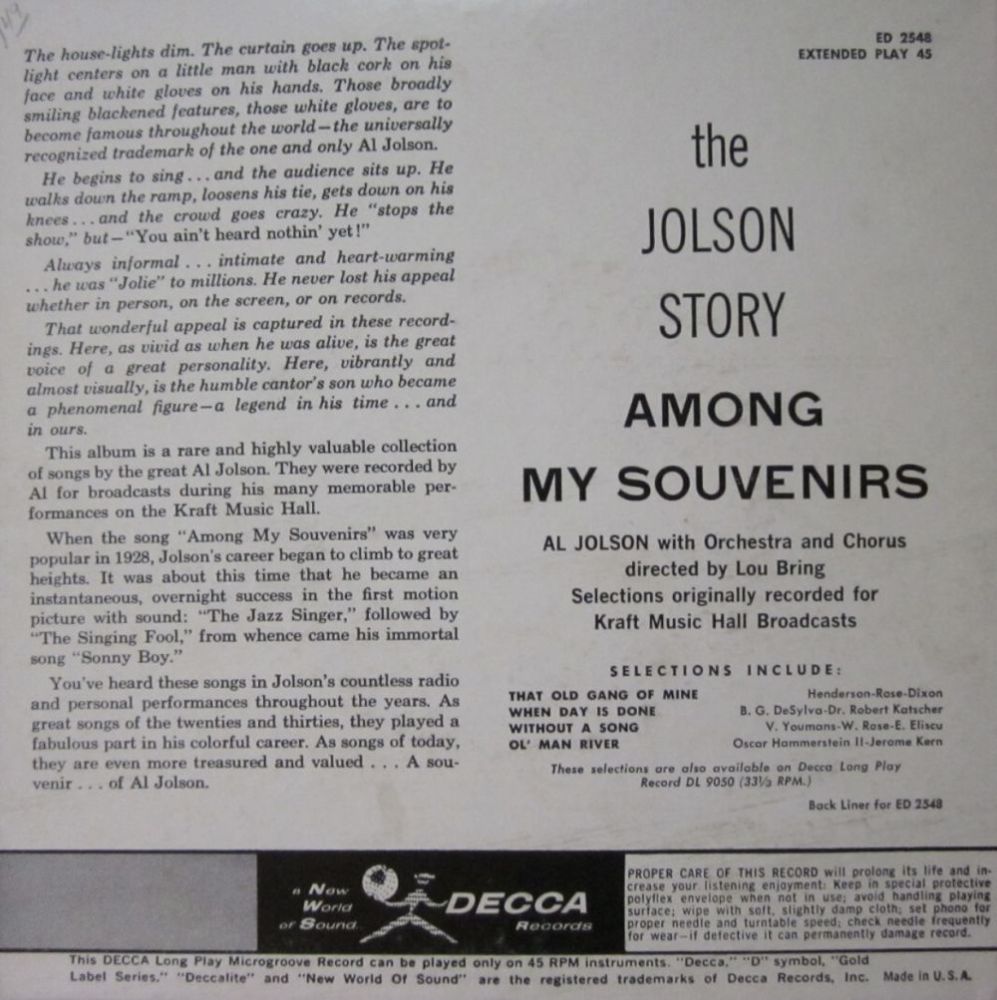 143
The house-lights dim. The curtain goes up. The spot-
light centers on a little man with black cork on his
face and white gloves on his hands. Those broadly
smiling blackened features, those white gloves, are to
become famous throughout the world—the universally
recognized trademark of the one and only Al Jolson.
He begins to sing...and the audience sits up. He
walks down the ramp, loosens his tie, gets down on his
knees...and the crowd goes crazy. He "stops the
show," but—"You ain't heard nothin' yet!"
Always informal . . . intimate and heart-warming
...he was "Jolie" to millions. He never lost his appeal
whether in person, on the screen, or on records.
That wonderful appeal is captured in these record-
ings. Here, as vivid as when he was alive, is the great
voice of a great personality. Here, vibrantly and
almost visually, is the humble cantor's son who became
a phenomenal figure—a legend in his time ... and
in ours.
This album is a rare and highly valuable collection
of songs by the great Al Jolson. They were recorded by
Al for broadcasts during his many memorable per-
formances on the Kraft Music Hall.
When the song "Among My Souvenirs" was very
popular in 1928, Jolson's career began to climb to great
heights. It was about this time that he became an
instantaneous, overnight success in the first motion
picture with sound: "The Jazz Singer," followed by
"The Singing Fool," from whence came his immortal
song "Sonny Boy."
You've heard these songs in Jolson's countless radio
and personal performances throughout the years. As
great songs of the twenties and thirties, they played a
fabulous part in his colorful career. As songs of today,
they are even more treasured and valued . . . A sou-
venir . . . of Al Jolson.
ED 2548
EXTENDED PLAY 45
the
JOLSON
STORY
AMONG
MY SOUVENIRS
AL JOLSON with Orchestra and Chorus
directed by Lou Bring
Selections originally recorded for
Kraft Music Hall Broadcasts
SELECTIONS INCLUDE:
THAT OLD GANG OF MINE Henderson-Rose-Dixon
WHEN DAY IS DONE B. G. DeSylva-Dr. Robert Katscher
WITHOUT A SONG V. Youmans-W. Rose-E. Eliscu
OL' MAN RIVER Oscar Hammerstein II-Jerome Kern
These selections are also available on Decca Long Play
Record DL 9050 (33⅓ RPM.)
Back Liner for ED 2548
a New
World
of Sound
DECCA
Records
PROPER CARE OF THIS RECORD will prolong its life and in-
crease your listening enjoyment: Keep in special protective
polyflex envelope when not in use; avoid handling playing
surface; wipe with soft, slightly damp cloth; set phono for
proper needle and turntable speed; check needle frequently
for wear—if defective it can permanently damage record.
This DECCA Long Play Microgroove Record can be played only on 45 RPM instruments. "Decca," "D" symbol, "Gold
Label Series," "Deccalite" and "New World Of Sound" are the registered trademarks of Decca Records, Inc. Made in U.S.A.